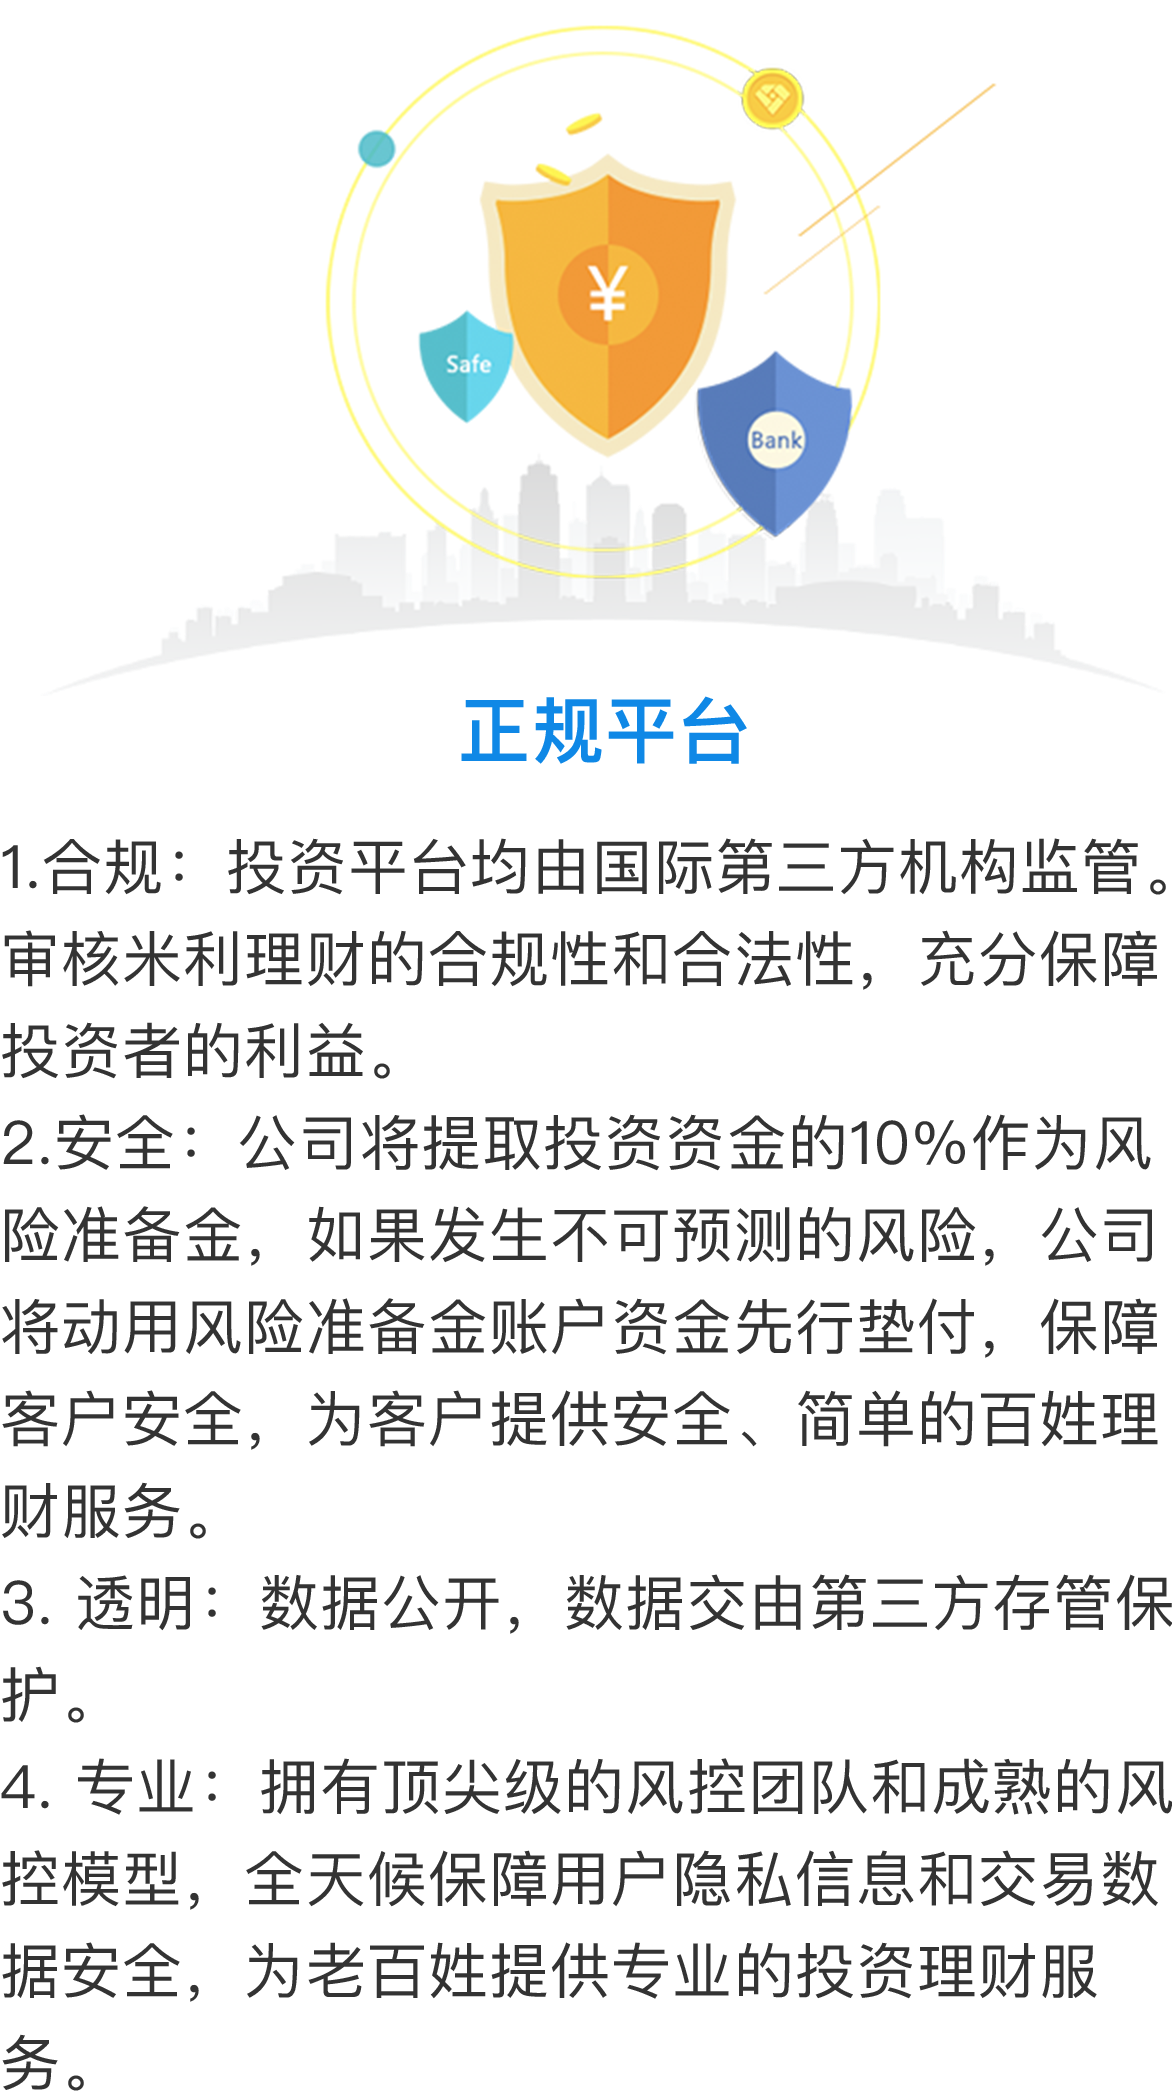 ¥
Safe
Bank
正规平台
1.合规：投资平台均由国际第三方机构监管。
审核米利理财的合规性和合法性，充分保障
投资者的利益。
2.安全：公司将提取投资资金的10%作为风
险准备金，如果发生不可预测的风险，公司
将动用风险准备金账户资金先行垫付，保障
客户安全，为客户提供安全、简单的百姓理
财服务。
3. 透明：数据公开，数据交由第三方存管保
护。
4. 专业：拥有顶尖级的风控团队和成熟的风
控模型，全天候保障用户隐私信息和交易数
据安全，为老百姓提供专业的投资理财服
务。